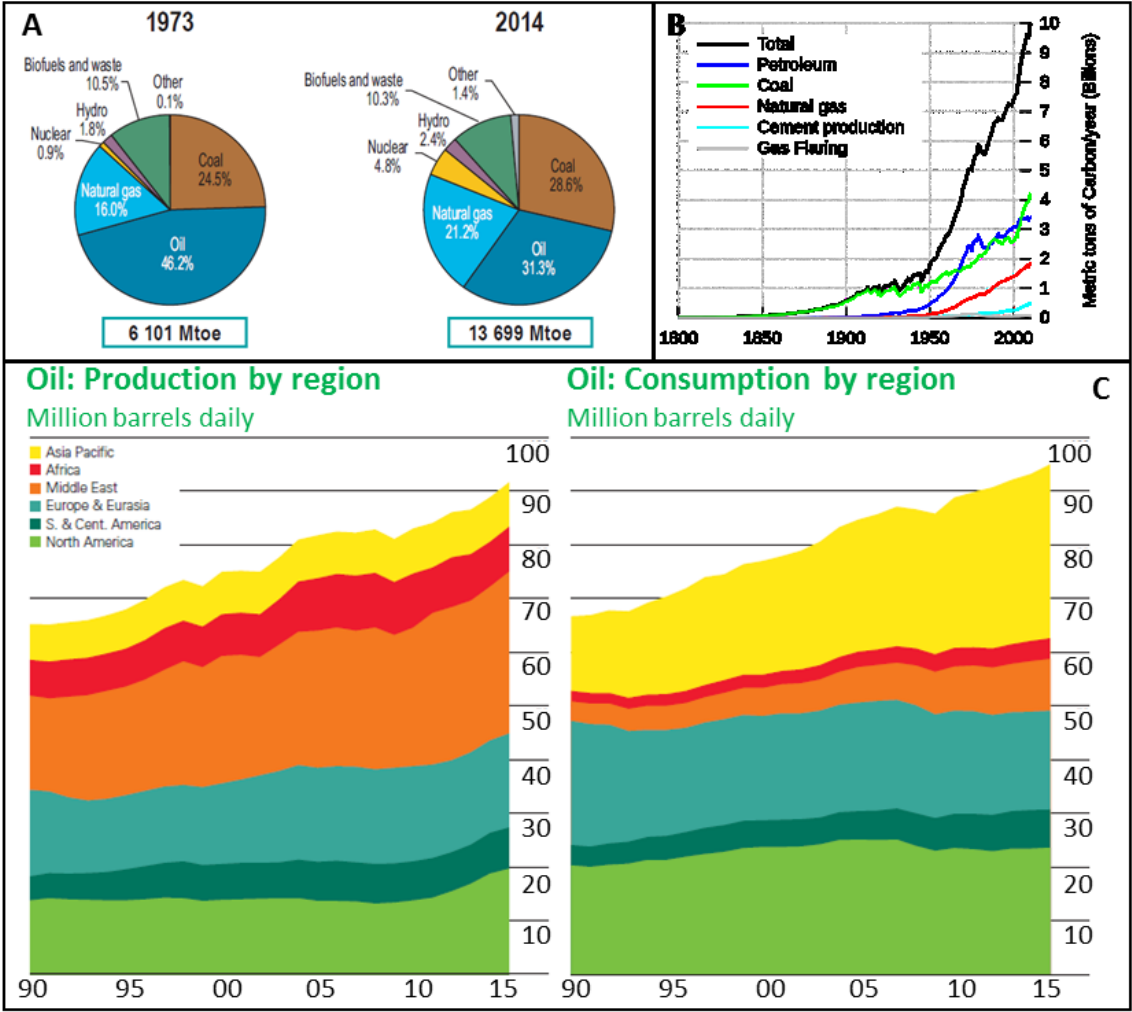 A
1973
2014
Biofuels and waste
10.5%
Other
0.1%
Hydro
1.8%
Nuclear
0.9%
Coal
24.5%
Natural gas
16.0%
Oil
46.2%
6 101 Mtoe
Biofuels and waste
10.3%
Other
1.4%
Hydro
2.4%
Nuclear
4.8%
Coal
28.6%
Natural gas
21.2%
Oil
31.3%
13 699 Mtoe
B
Total
Petroleum
Coal
Natural gas
Cement production
Gas Flaring
10
9
8
7
6
5
4
3
2
1
0
Metric tons of Carbon/year (Billions)
1800
1850
1900
1950
2000
Oil: Production by region
Million barrels daily
Asia Pacific
Africa
Middle East
Europe & Eurasia
S. & Cent. America
North America
100
90
80
70
60
50
40
30
20
10
90 95 00 05 10 15
Oil: Consumption by region
C
Million barrels daily
100
90
80
70
60
50
40
30
20
10
90 95 00 05 10 15